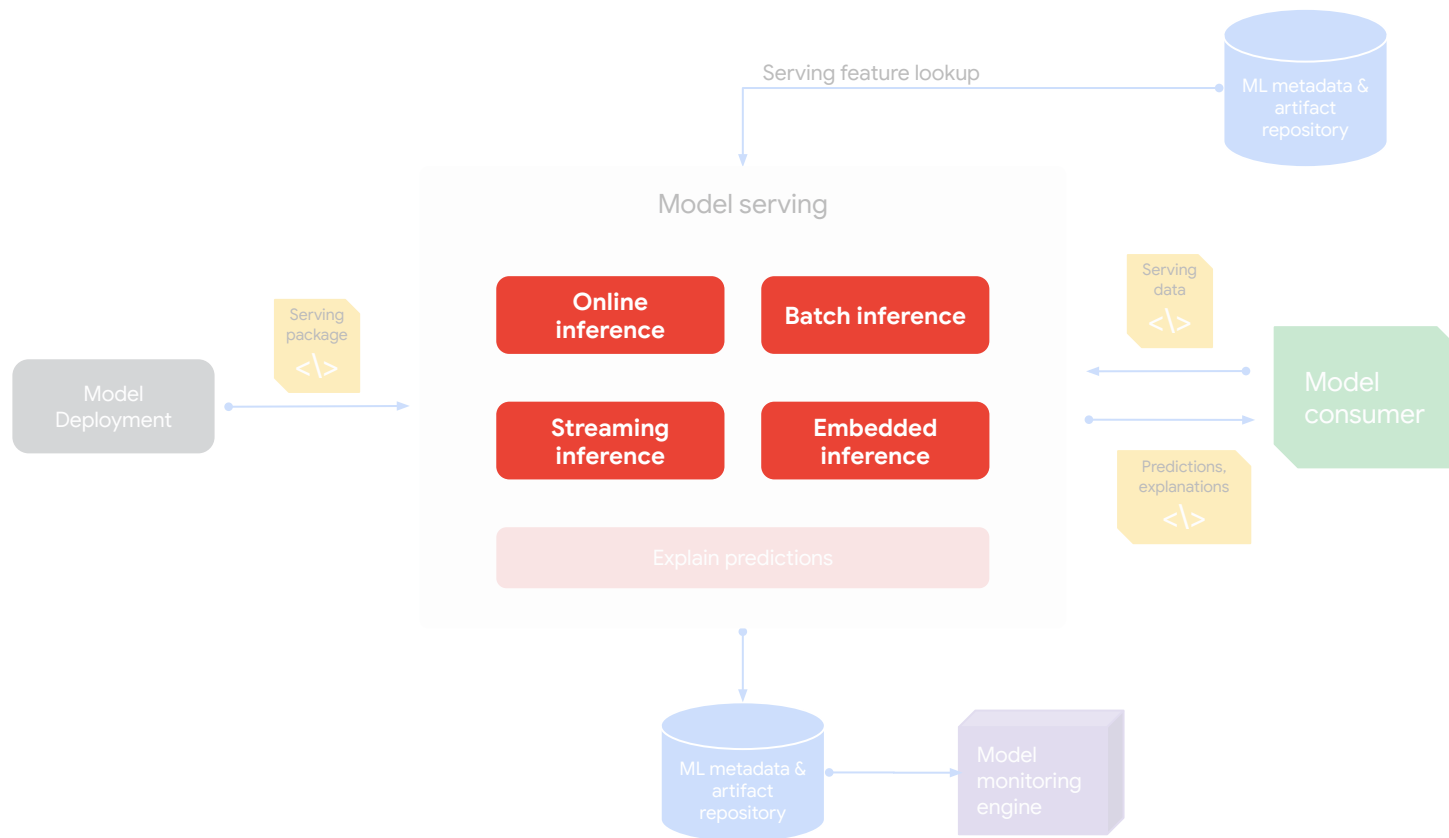 Serving feature lookup
ML metadata &
artifact
repository
Model serving
Online
inference
Batch inference
Serving
data
</>
Serving
package
</>
Model
Deployment
Model
consumer
Streaming
inference
Embedded
inference
Predictions,
explanations
</>
Explain predictions
ML metadata &
artifact
repository
Model
monitoring
engine